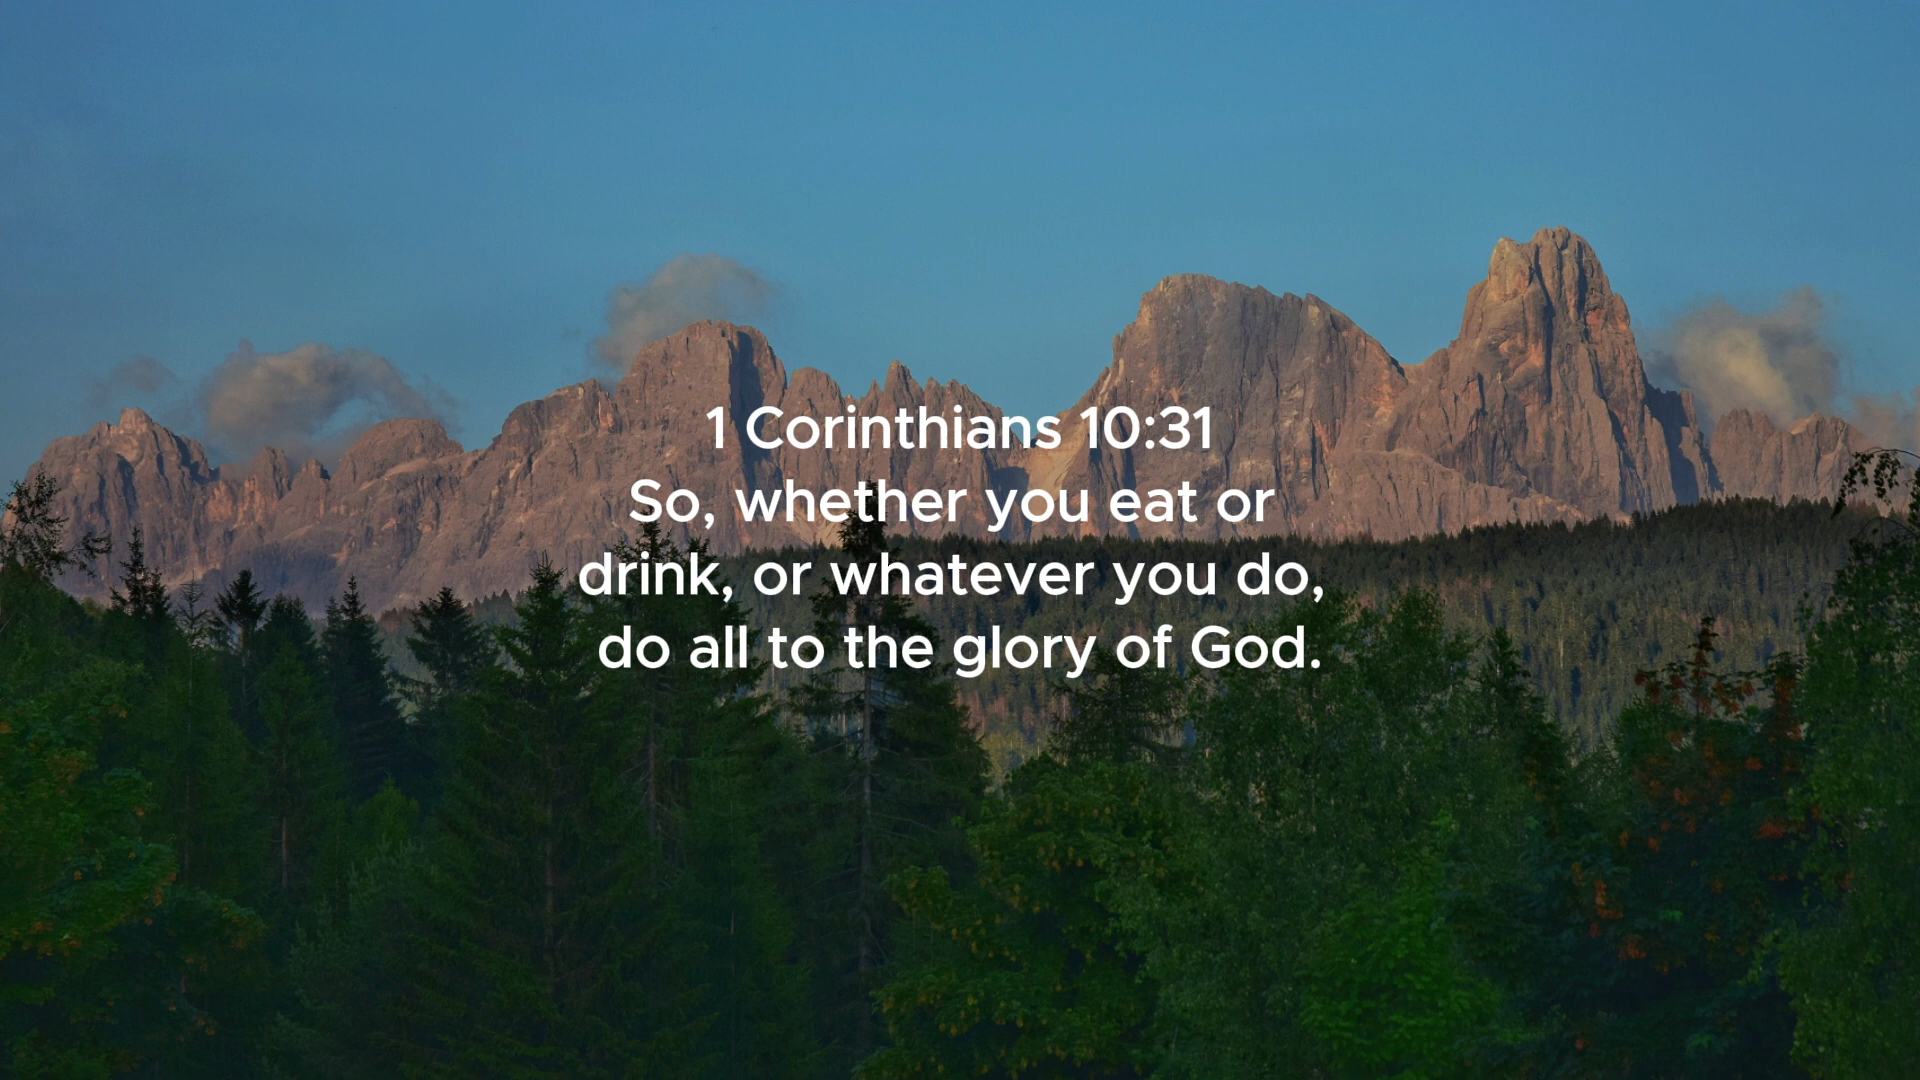 1 Corinthians 10:31
So, whether you eat or
drink, or whatever you do,
do all to the glory of God.